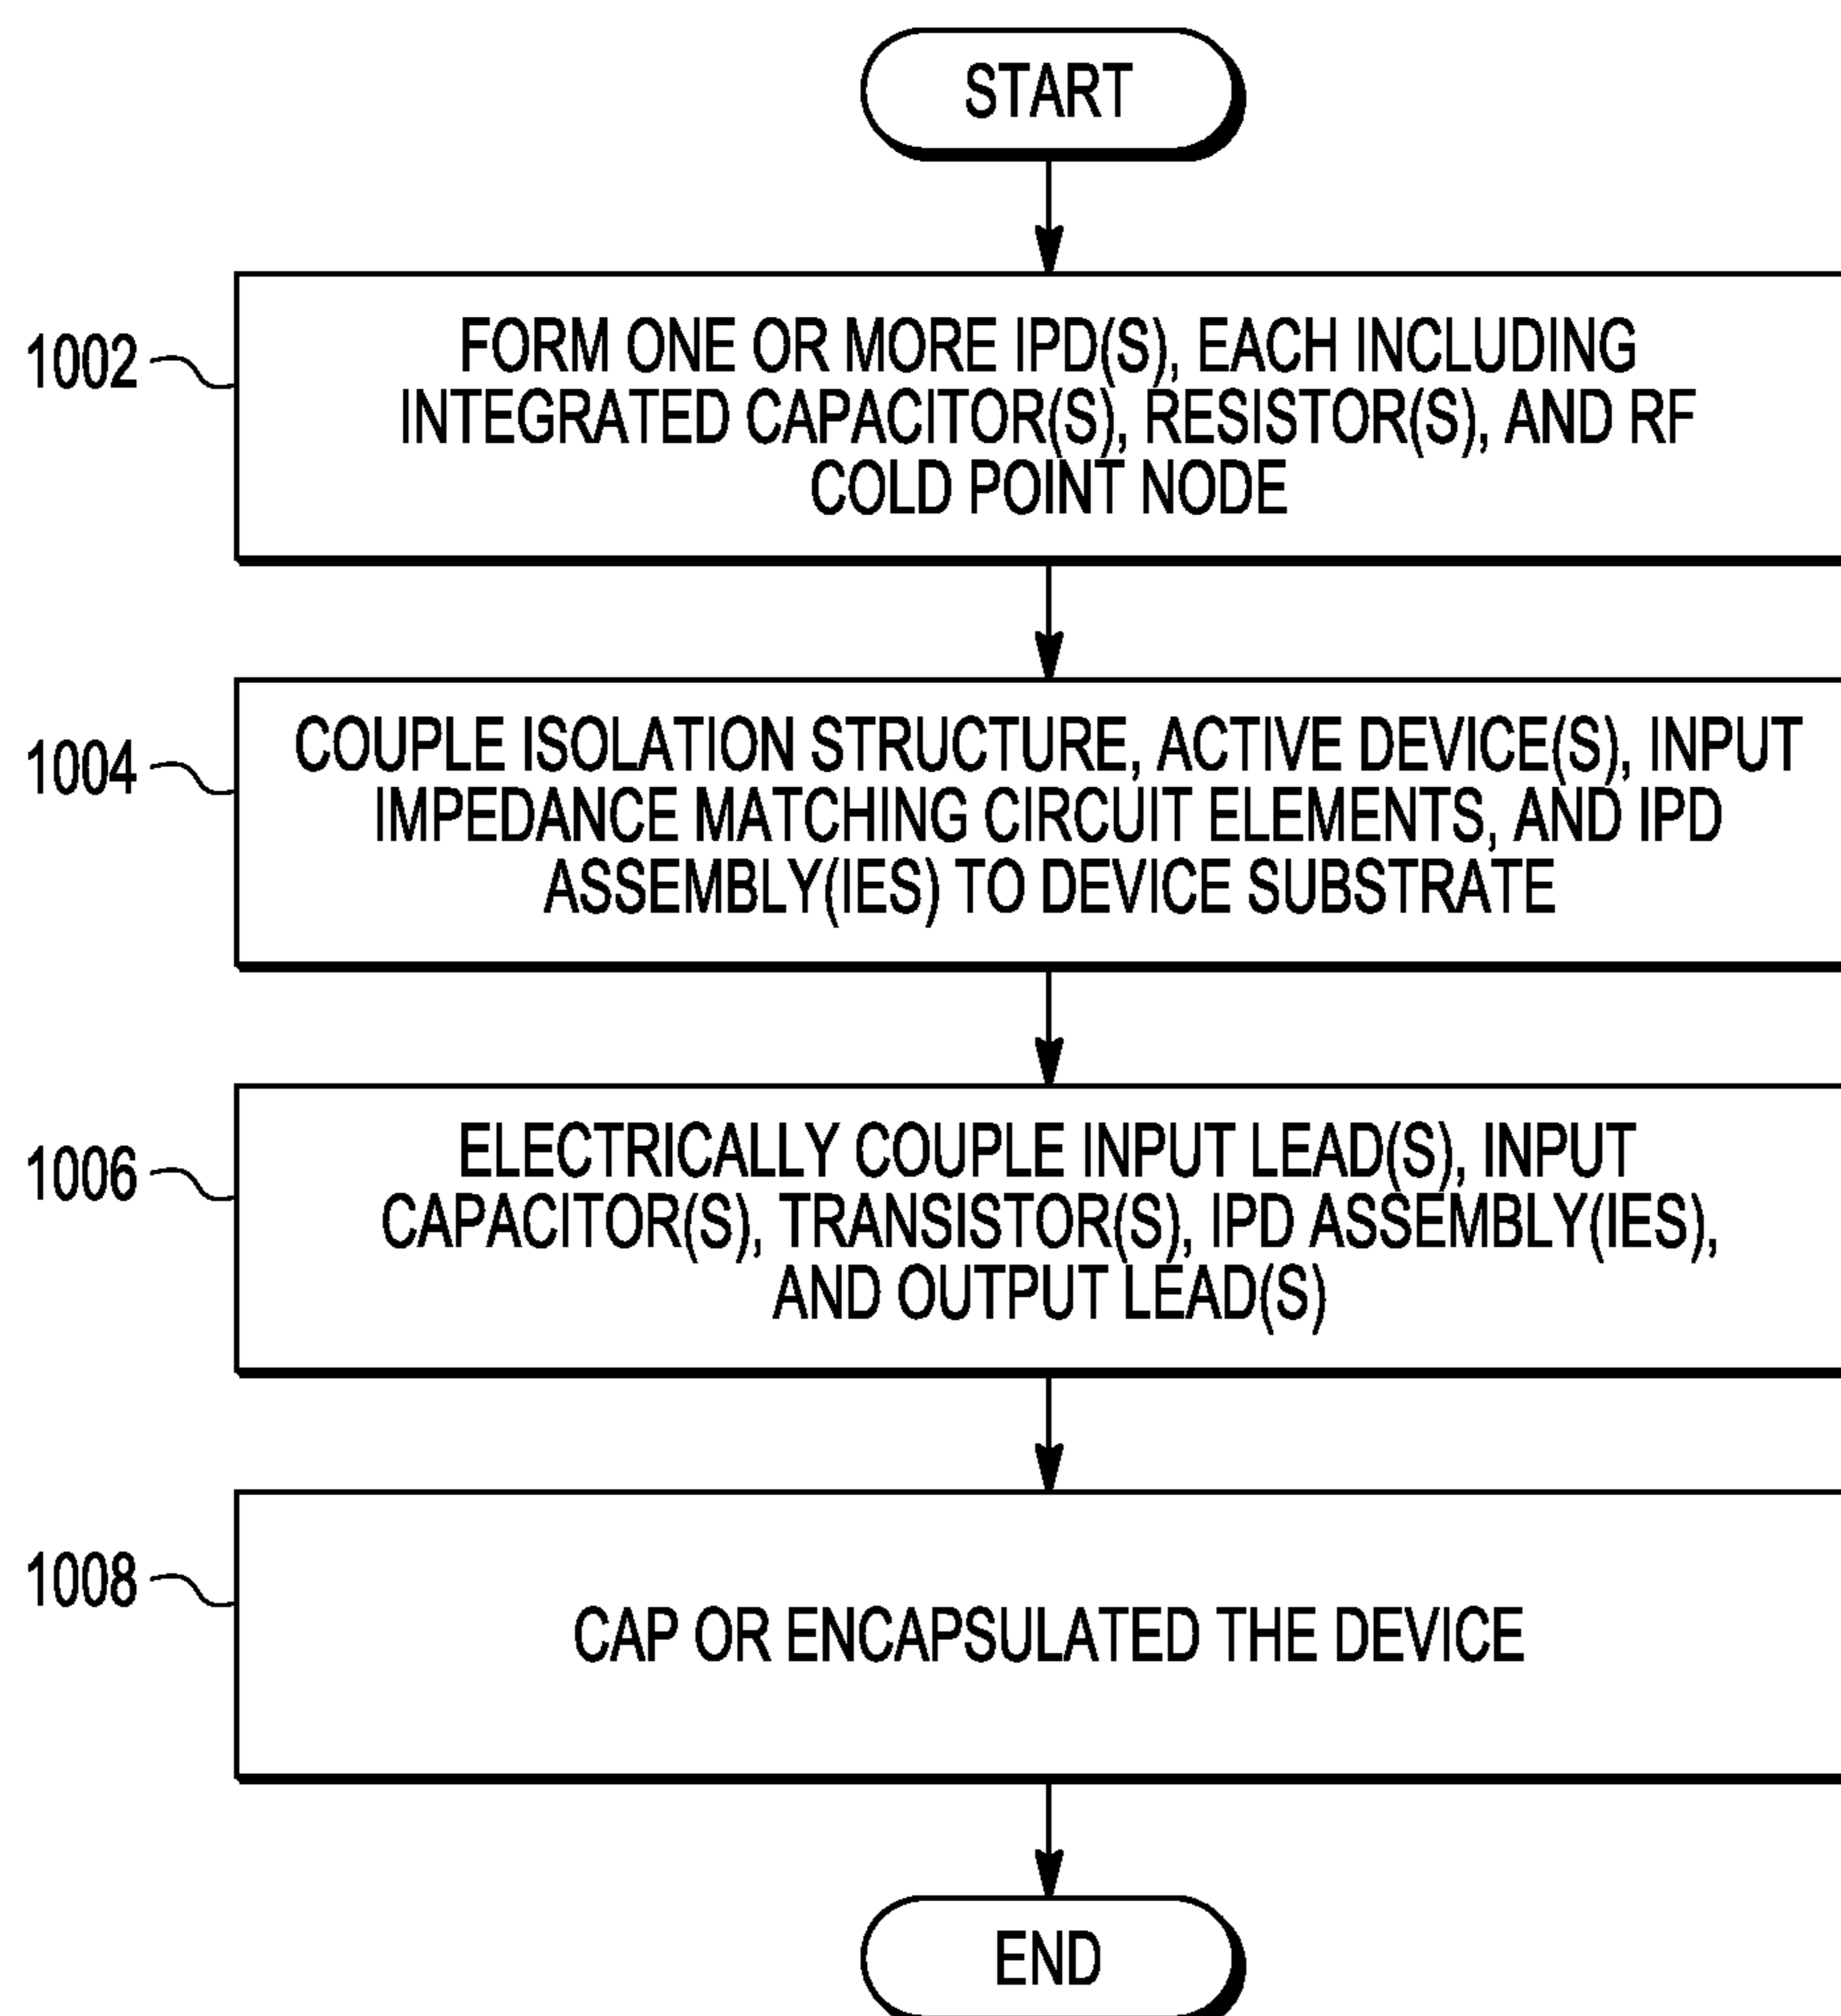 START
1002
FORM ONE OR MORE IPD(S), EACH INCLUDING
INTEGRATED CAPACITOR(S), RESISTOR(S), AND RF
COLD POINT NODE
1004
COUPLE ISOLATION STRUCTURE, ACTIVE DEVICE(S), INPUT
IMPEDANCE MATCHING CIRCUIT ELEMENTS, AND IPD
ASSEMBLY(IES) TO DEVICE SUBSTRATE
1006
ELECTRICALLY COUPLE INPUT LEAD(S), INPUT
CAPACITOR(S), TRANSISTOR(S), IPD ASSEMBLY(IES),
AND OUTPUT LEAD(S)
1008
CAP OR ENCAPSULATED THE DEVICE
END